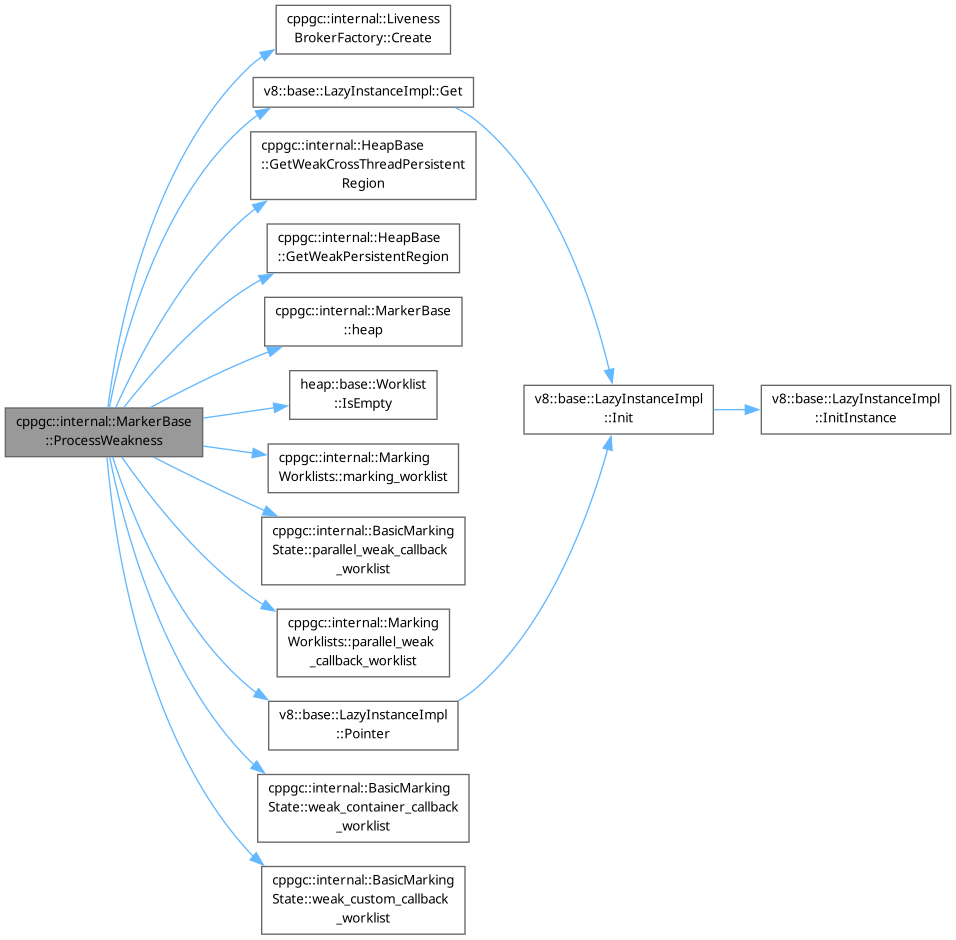 cppgc::internal::MarkerBase
::ProcessWeakness
cppgc::internal::Liveness
BrokerFactory::Create
v8::base::LazyInstanceImpl::Get
cppgc::internal::HeapBase
::GetWeakCrossThreadPersistent
Region
cppgc::internal::HeapBase
::GetWeakPersistentRegion
cppgc::internal::MarkerBase
::heap
heap::base::Worklist
::IsEmpty
cppgc::internal::Marking
Worklists::marking_worklist
cppgc::internal::BasicMarking
State::parallel_weak_callback
_worklist
cppgc::internal::Marking
Worklists::parallel_weak
_callback_worklist
v8::base::LazyInstanceImpl
::Pointer
cppgc::internal::BasicMarking
State::weak_container_callback
_worklist
cppgc::internal::BasicMarking
State::weak_custom_callback
_worklist
v8::base::LazyInstanceImpl
::Init
v8::base::LazyInstanceImpl
::InitInstance